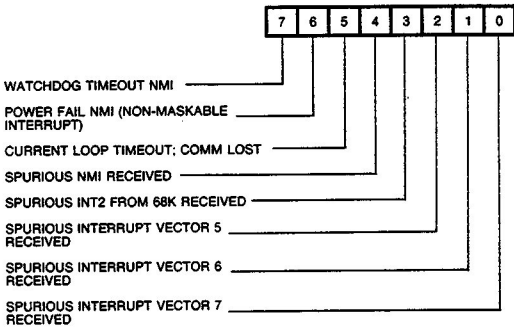 7 6 5 4 3 2 1 0
WATCHDOG TIMEOUT NMI
POWER FAIL NMI (NON-MASKABLE
INTERRUPT)
CURRENT LOOP TIMEOUT; COMM LOST
SPURIOUS NMI RECEIVED
SPURIOUS INT2 FROM 68K RECEIVED
SPURIOUS INTERRUPT VECTOR 5
RECEIVED
SPURIOUS INTERRUPT VECTOR 6
RECEIVED
SPURIOUS INTERRUPT VECTOR 7
RECEIVED